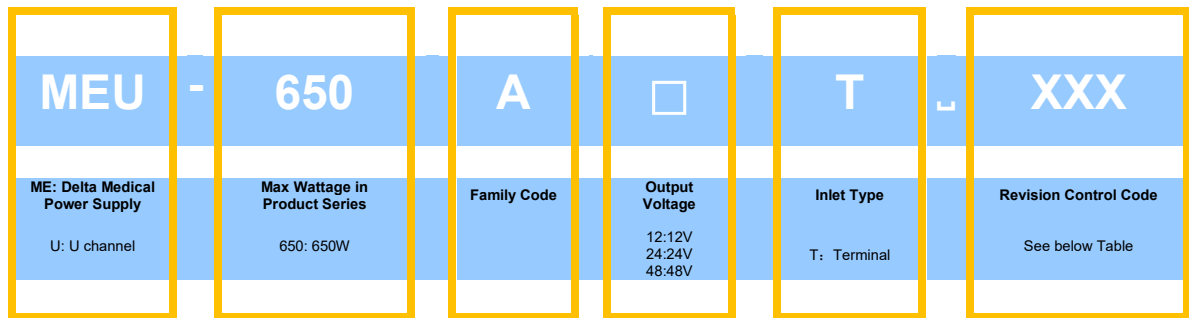 MEU - 650 A □ T ␣ XXX
ME: Delta Medical
Power Supply
U: U channel
Max Wattage in
Product Series
650: 650W
Family Code
Output
Voltage
12:12V
24:24V
48:48V
Inlet Type
T：Terminal
Revision Control Code
See below Table